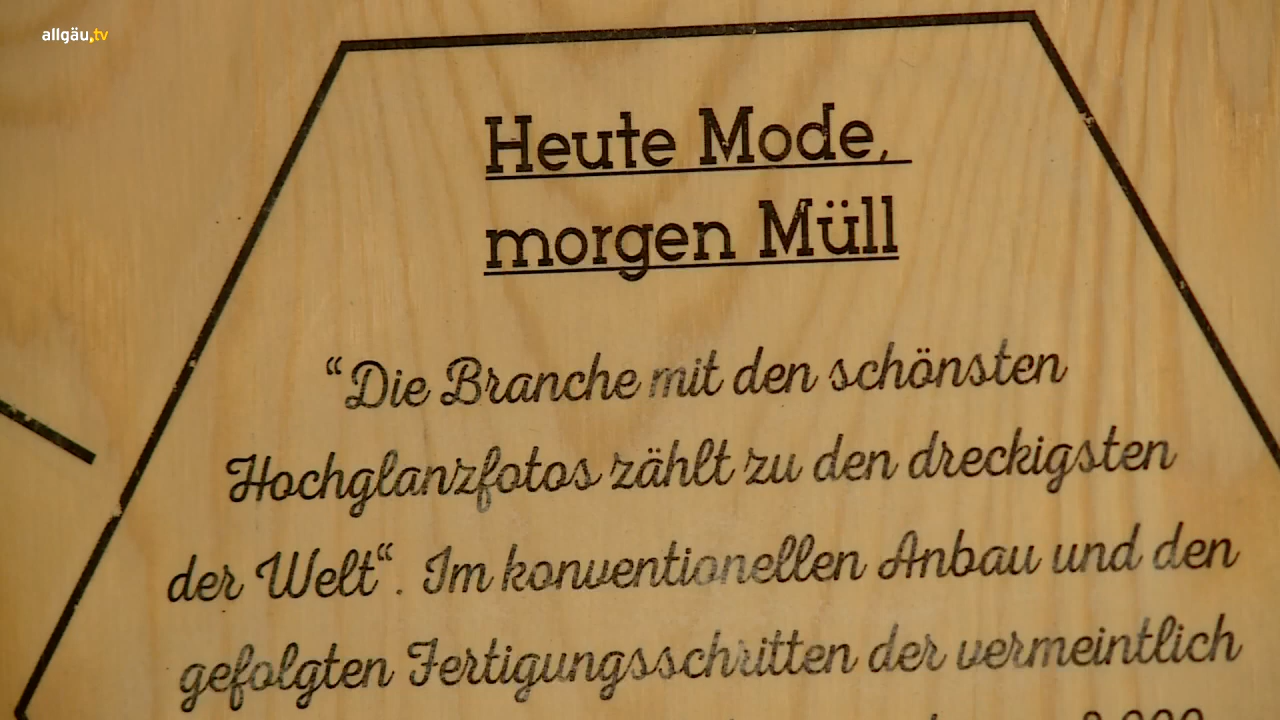 allgäu.tv
Heute Mode,
morgen Müll
“Die Branche mit den schönsten
Hochglanzfotos zählt zu den dreckigsten
der Welt“. Im konventionellen Anbau und den
gefolgten Fertigungsschritten der vermeintlich